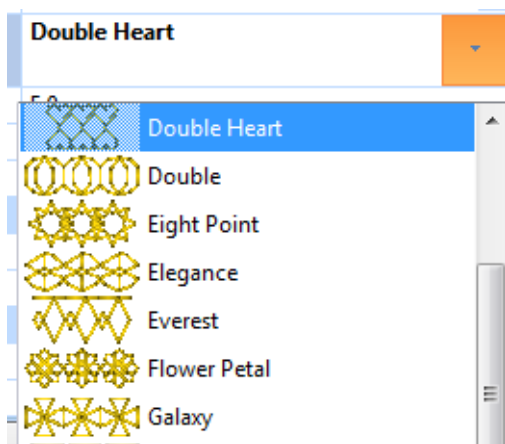 Double Heart
Double Heart
Double
Eight Point
Elegance
Everest
Flower Petal
Galaxy